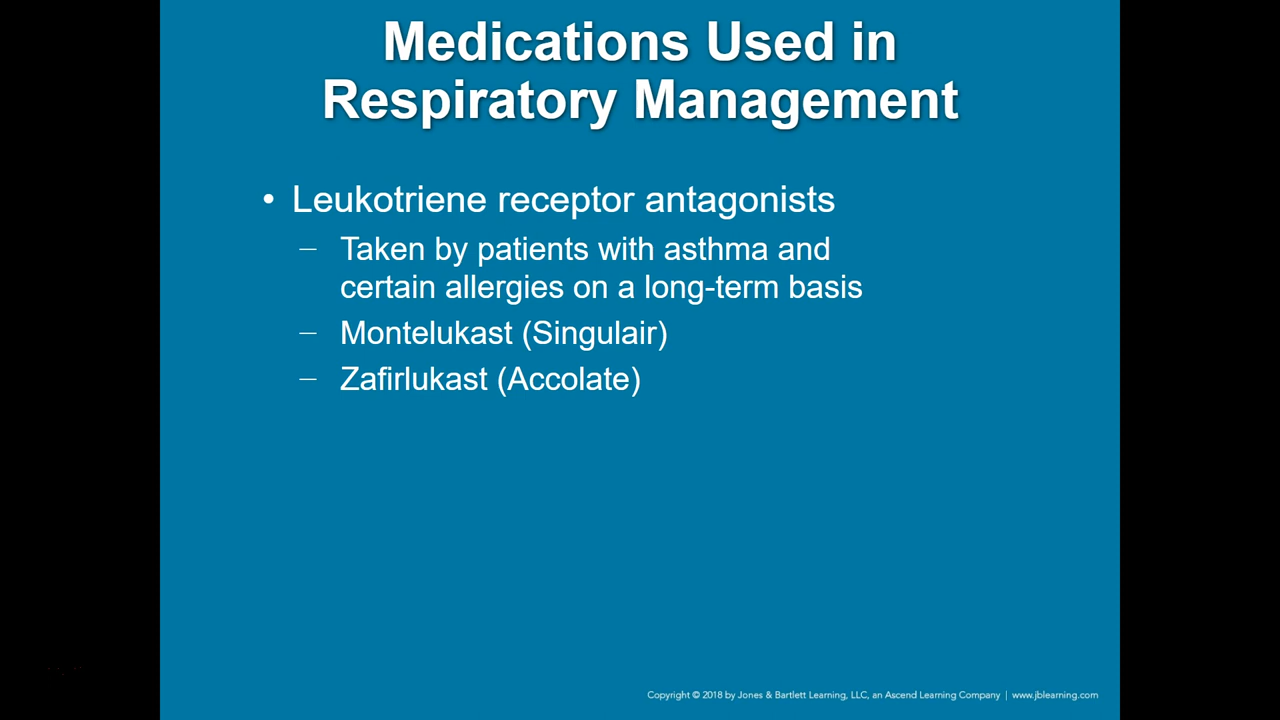 Medications Used in
Respiratory Management
• Leukotriene receptor antagonists
– Taken by patients with asthma and
certain allergies on a long-term basis
– Montelukast (Singulair)
– Zafirlukast (Accolate)
Copyright © 2018 by Jones & Bartlett Learning, LLC, an Ascend Learning Company | www.jblearning.com